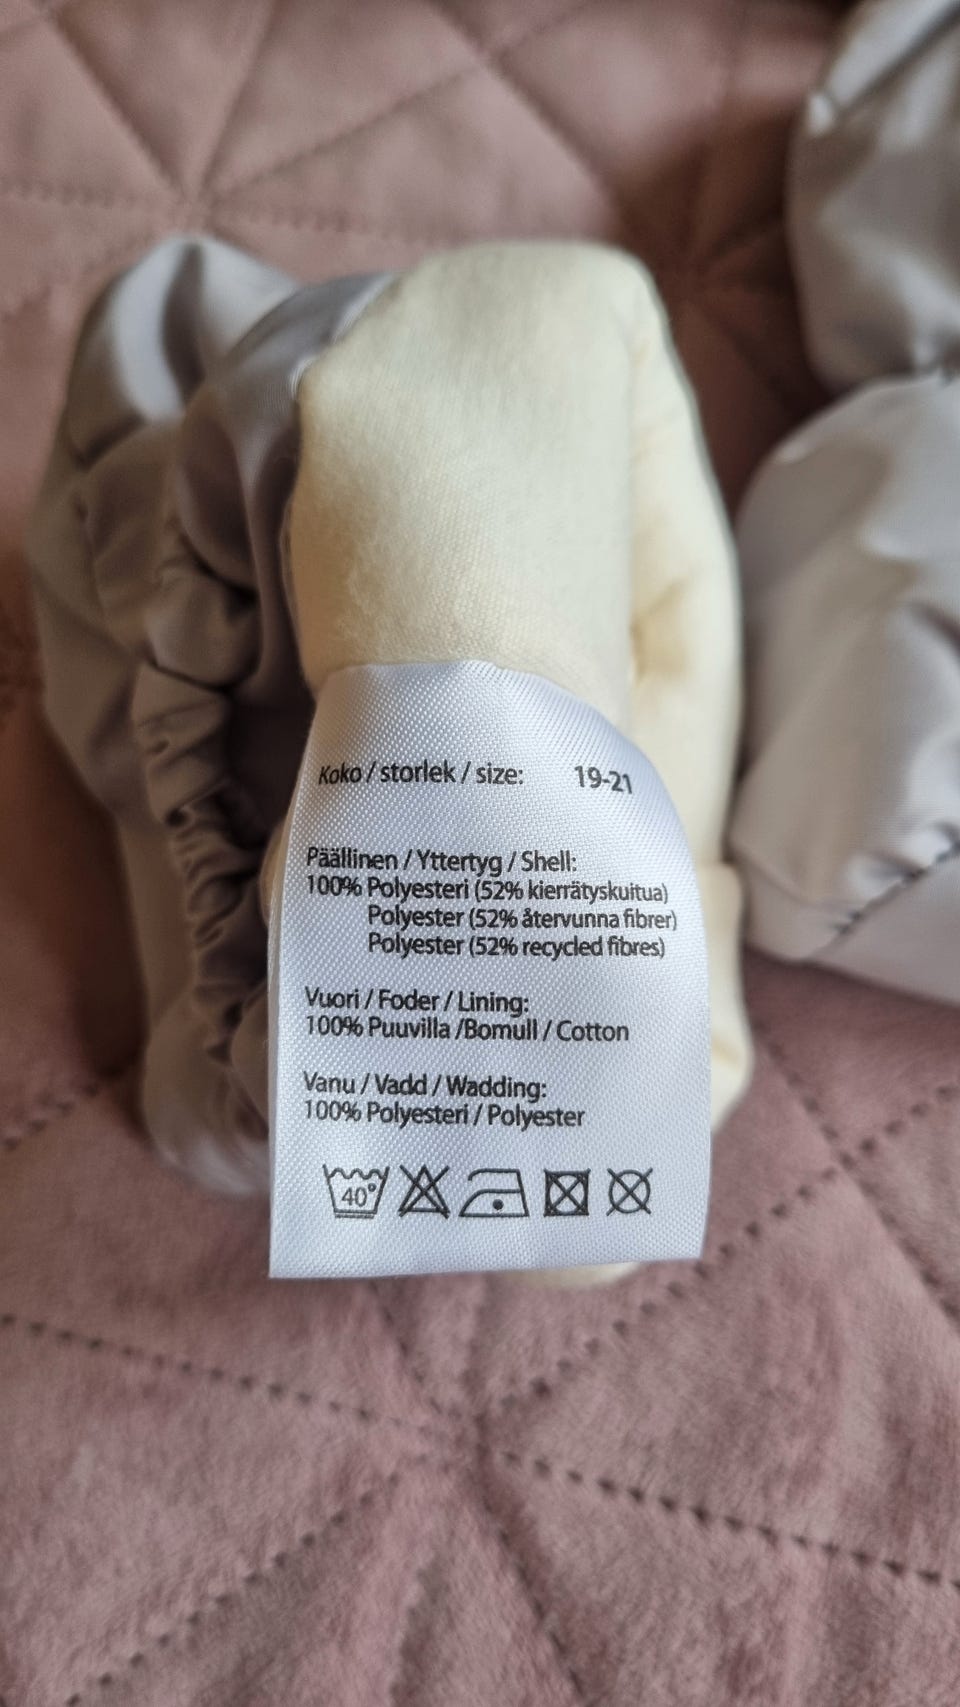 Koko / storlek / size: 19-21
Päällinen / Yttertyg / Shell:
100% Polyesteri (52% kierrätyskuitua)
Polyester (52% återvunna fibrer)
Polyester (52% recycled fibres)
Vuori / Foder / Lining:
100% Puuvilla /Bomull / Cotton
Vanu / Vadd / Wadding:
100% Polyesteri / Polyester
40°